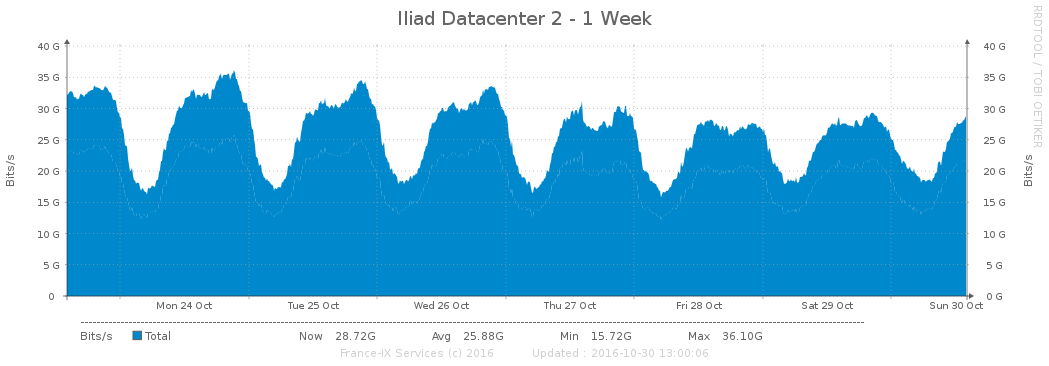 Iliad Datacenter 2 - 1 Week
RRDTOOL / TOBI OETIKER
40 G 40 G
35 G 35 G
30 G 30 G
25 G 25 G
20 G 20 G
15 G 15 G
10 G 10 G
5 G 5 G
0 0 G
Bits/s
Bits/s
Mon 24 Oct Tue 25 Oct Wed 26 Oct Thu 27 Oct Fri 28 Oct Sat 29 Oct Sun 30 Oct
Bits/s Total Now 28.72G Avg 25.88G Min 15.72G Max 36.10G
France-IX Services (c) 2016 Updated : 2016-10-30 13:00:06